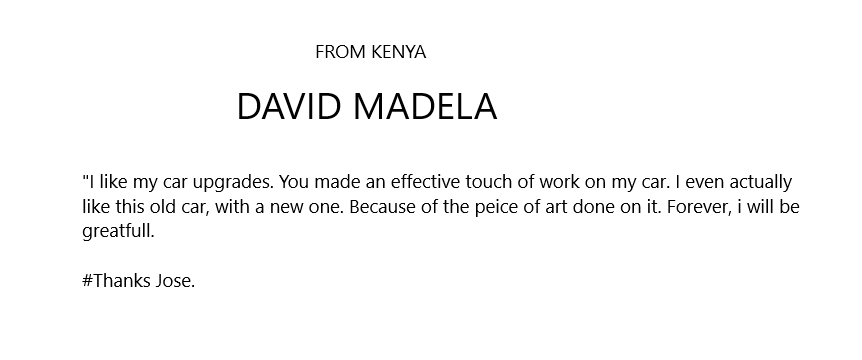 FROM KENYA
DAVID MADELA
"I like my car upgrades. You made an effective touch of work on my car. I even actually
like this old car, with a new one. Because of the peice of art done on it. Forever, i will be
greatfull.
#Thanks Jose.